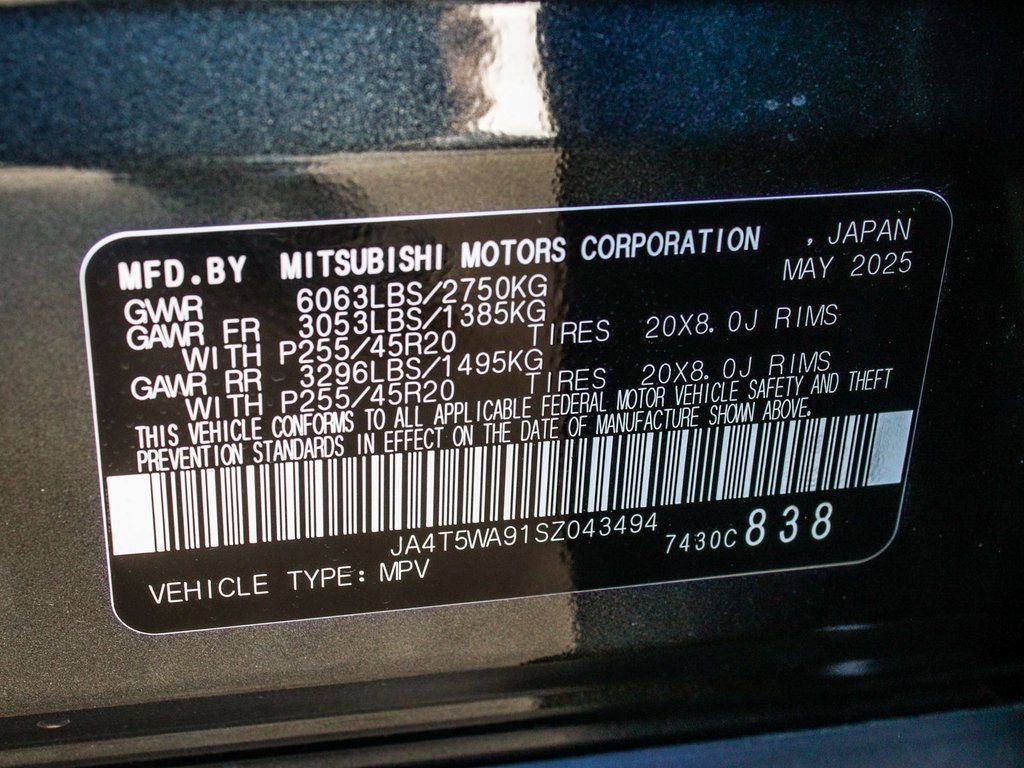 MFD.BY MITSUBISHI MOTORS CORPORATION , JAPAN
MAY 2025
GVWR 6063LBS/2750KG
GAWR FR 3053LBS/1385KG
WITH P255/45R20 TIRES 20X8.0J RIMS
GAWR RR 3296LBS/1495KG
WITH P255/45R20 TIRES 20X8.0J RIMS
THIS VEHICLE CONFORMS TO ALL APPLICABLE FEDERAL MOTOR VEHICLE SAFETY AND THEFT
PREVENTION STANDARDS IN EFFECT ON THE DATE OF MANUFACTURE SHOWN ABOVE.
JA4T5WA91SZ043494 7430C838
VEHICLE TYPE: MPV